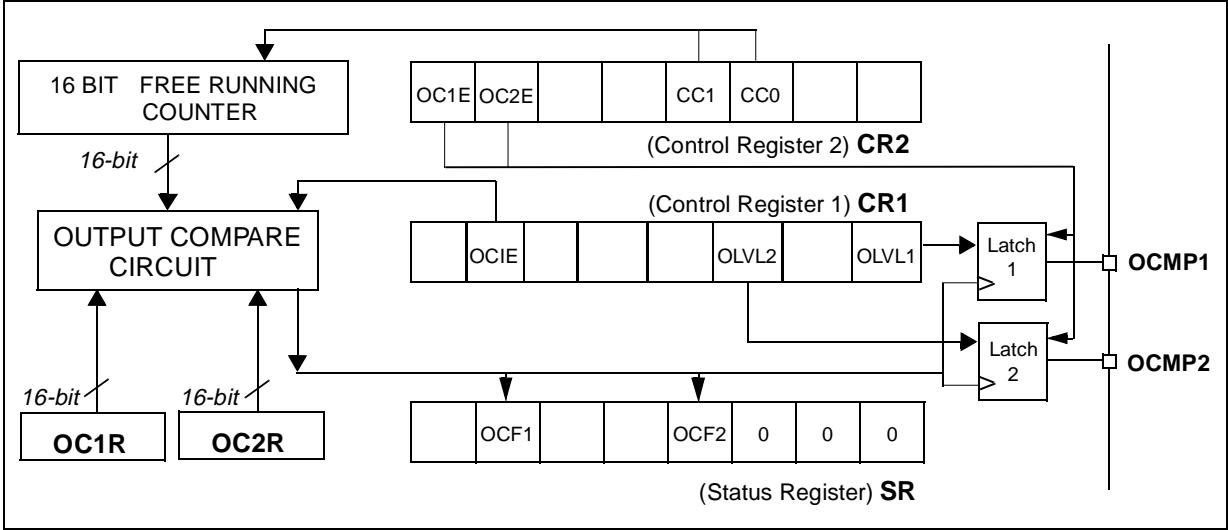 16 BIT FREE RUNNING
COUNTER
16-bit
OC1E OC2E CC1 CC0
(Control Register 2) CR2
(Control Register 1) CR1
OUTPUT COMPARE
CIRCUIT
OCIE OLVL2 OLVL1
Latch
1
OCMP1
Latch
2
OCMP2
16-bit
16-bit
OC1R
OC2R
OCF1 OCF2 0 0 0
(Status Register) SR